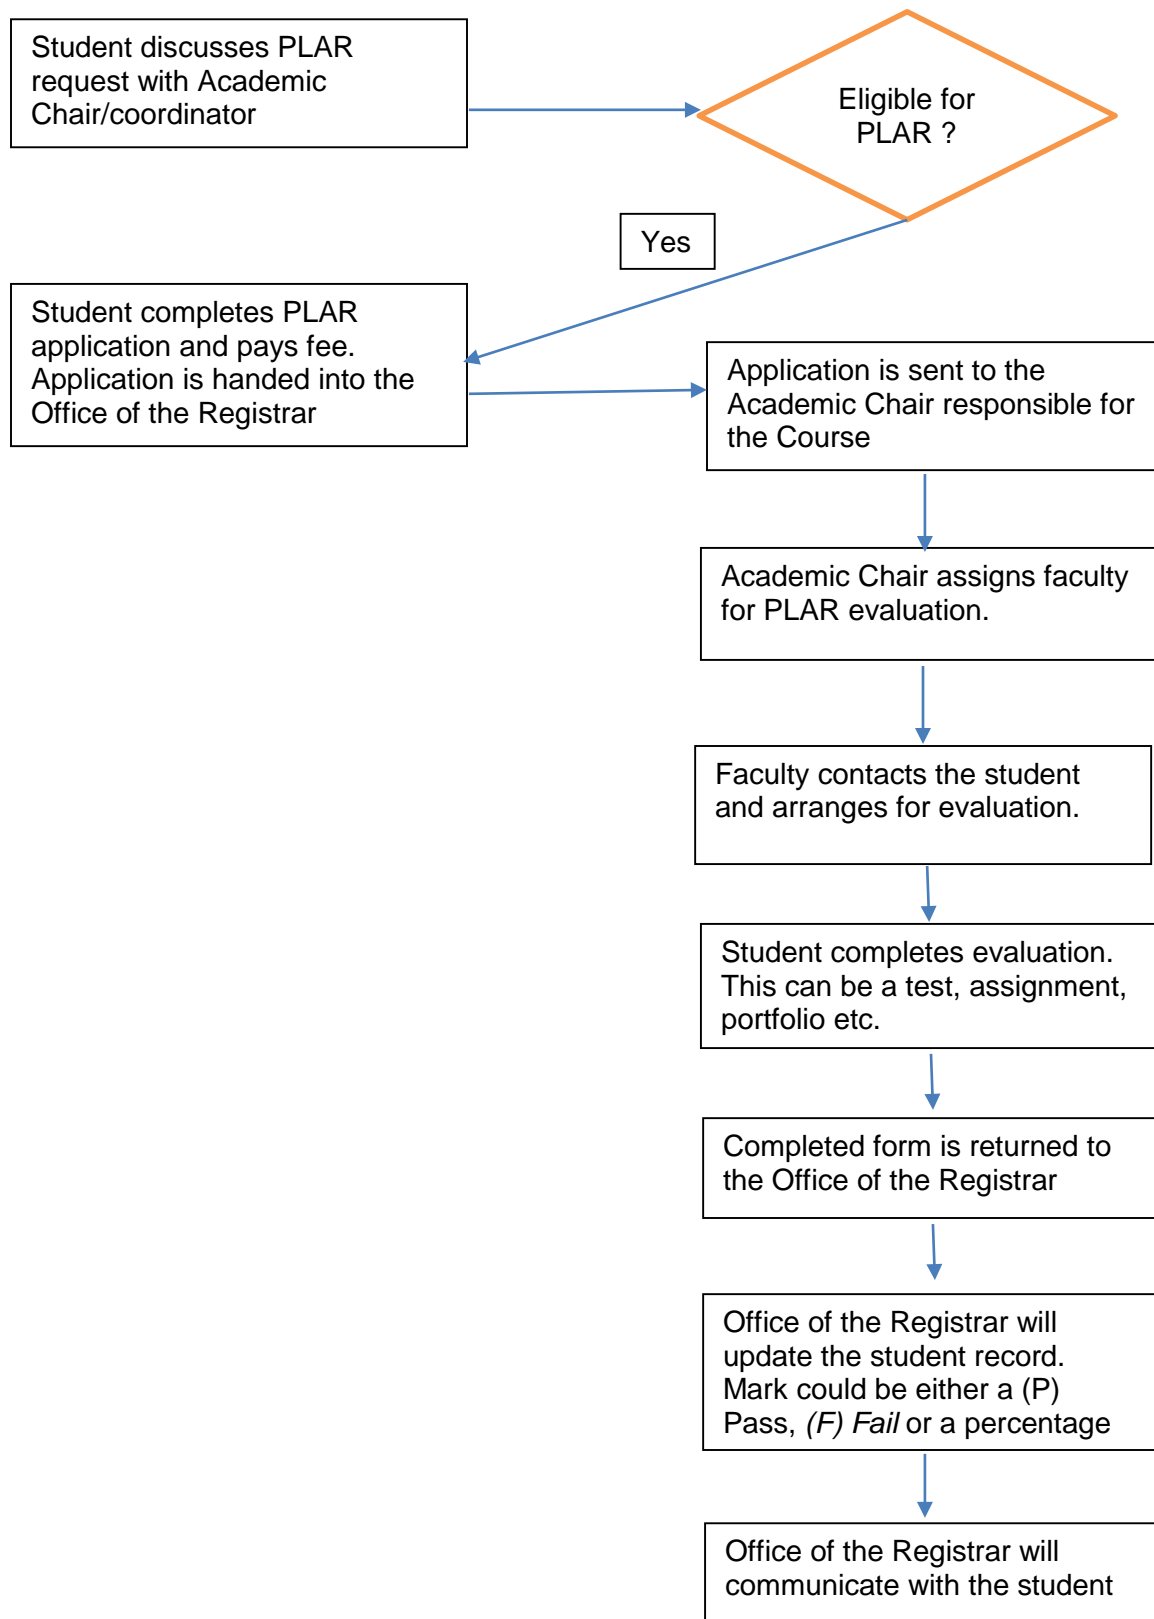 Student discusses PLAR
request with Academic
Chair/coordinator
Eligible for
PLAR ?
Yes
Student completes PLAR
application and pays fee.
Application is handed into the
Office of the Registrar
Application is sent to the
Academic Chair responsible for
the Course
Academic Chair assigns faculty
for PLAR evaluation.
Faculty contacts the student
and arranges for evaluation.
Student completes evaluation.
This can be a test, assignment,
portfolio etc.
Completed form is returned to
the Office of the Registrar
Office of the Registrar will
update the student record.
Mark could be either a (P)
Pass, (F) Fail or a percentage
Office of the Registrar will
communicate with the student